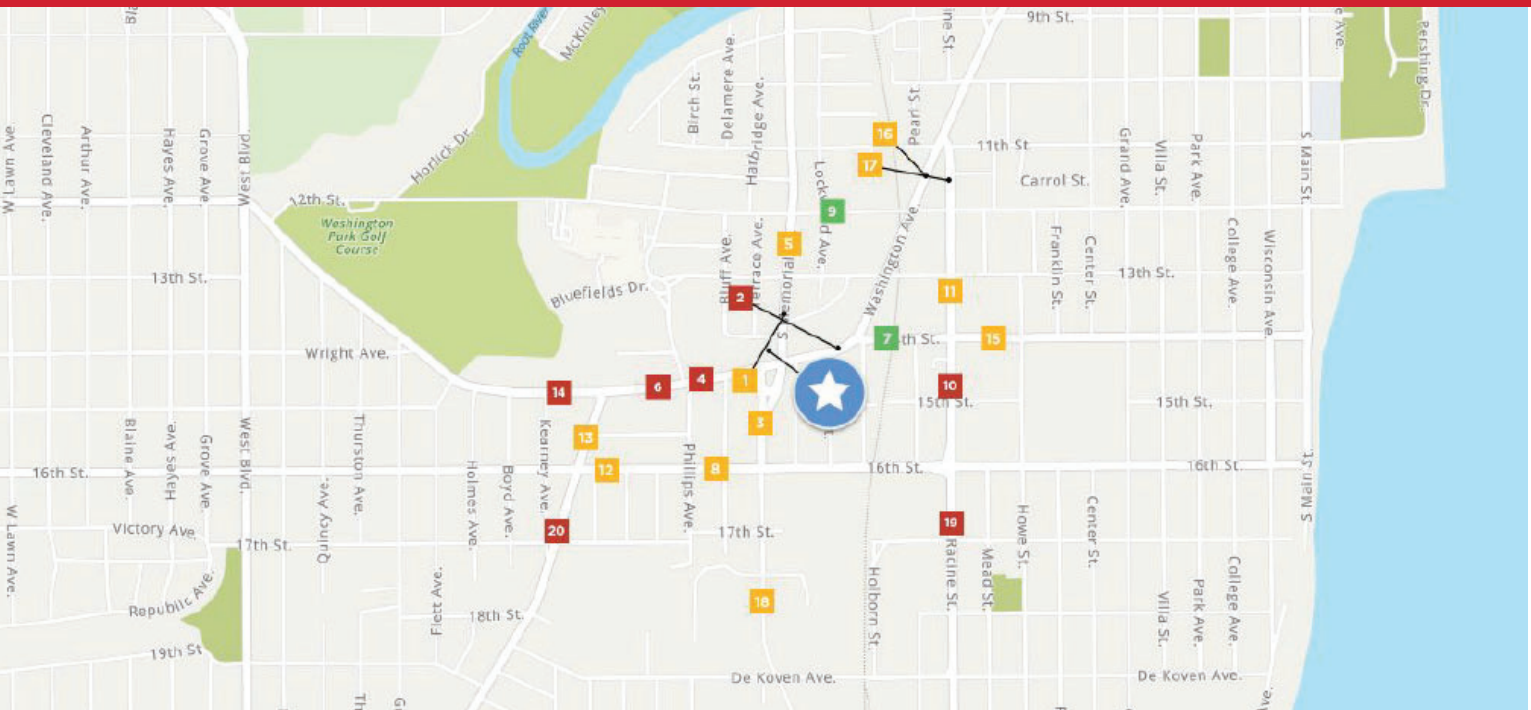 9th St.
McKinley
Root River
Pershing Dr.
Birch St.
Delamere Ave.
Pearl St.
16
W Lawn Ave
Cleveland Ave.
Arthur Ave.
Hayes Ave.
Grove Ave.
West Blvd.
Horlick Dr.
17
11th St
Carrol St.
Grand Ave.
Villa St.
Park Ave.
S Main St.
12th St.
9
Washington
Park Golf
Course
5
Bluff Ave.
Washington Ave.
Franklin St.
Center St.
13th St.
College Ave.
Wisconsin Ave.
13th St.
Bluefields Dr.
2
11
Wright Ave.
7
15
14
6
4
1
10
15th St.
15th St.
3
13
Blaine Ave.
Hayes Ave.
Grove Ave.
West Blvd.
Thurston Ave.
Kearney Ave.
Phillips Ave.
16th St.
12
8
16th St.
16th St.
S Main St.
Holmes Ave.
Boyd Ave.
Quincy Ave.
W Lawn Ave.
Victory Ave.
17th St.
20
17th St.
19
Howe St.
Center St.
Racine St.
Mead St.
Republic Ave.
Flett Ave.
18th St.
18
Holborn St.
Villa St.
Park Ave.
College Ave.
19th St
De Koven Ave.
De Koven Ave.